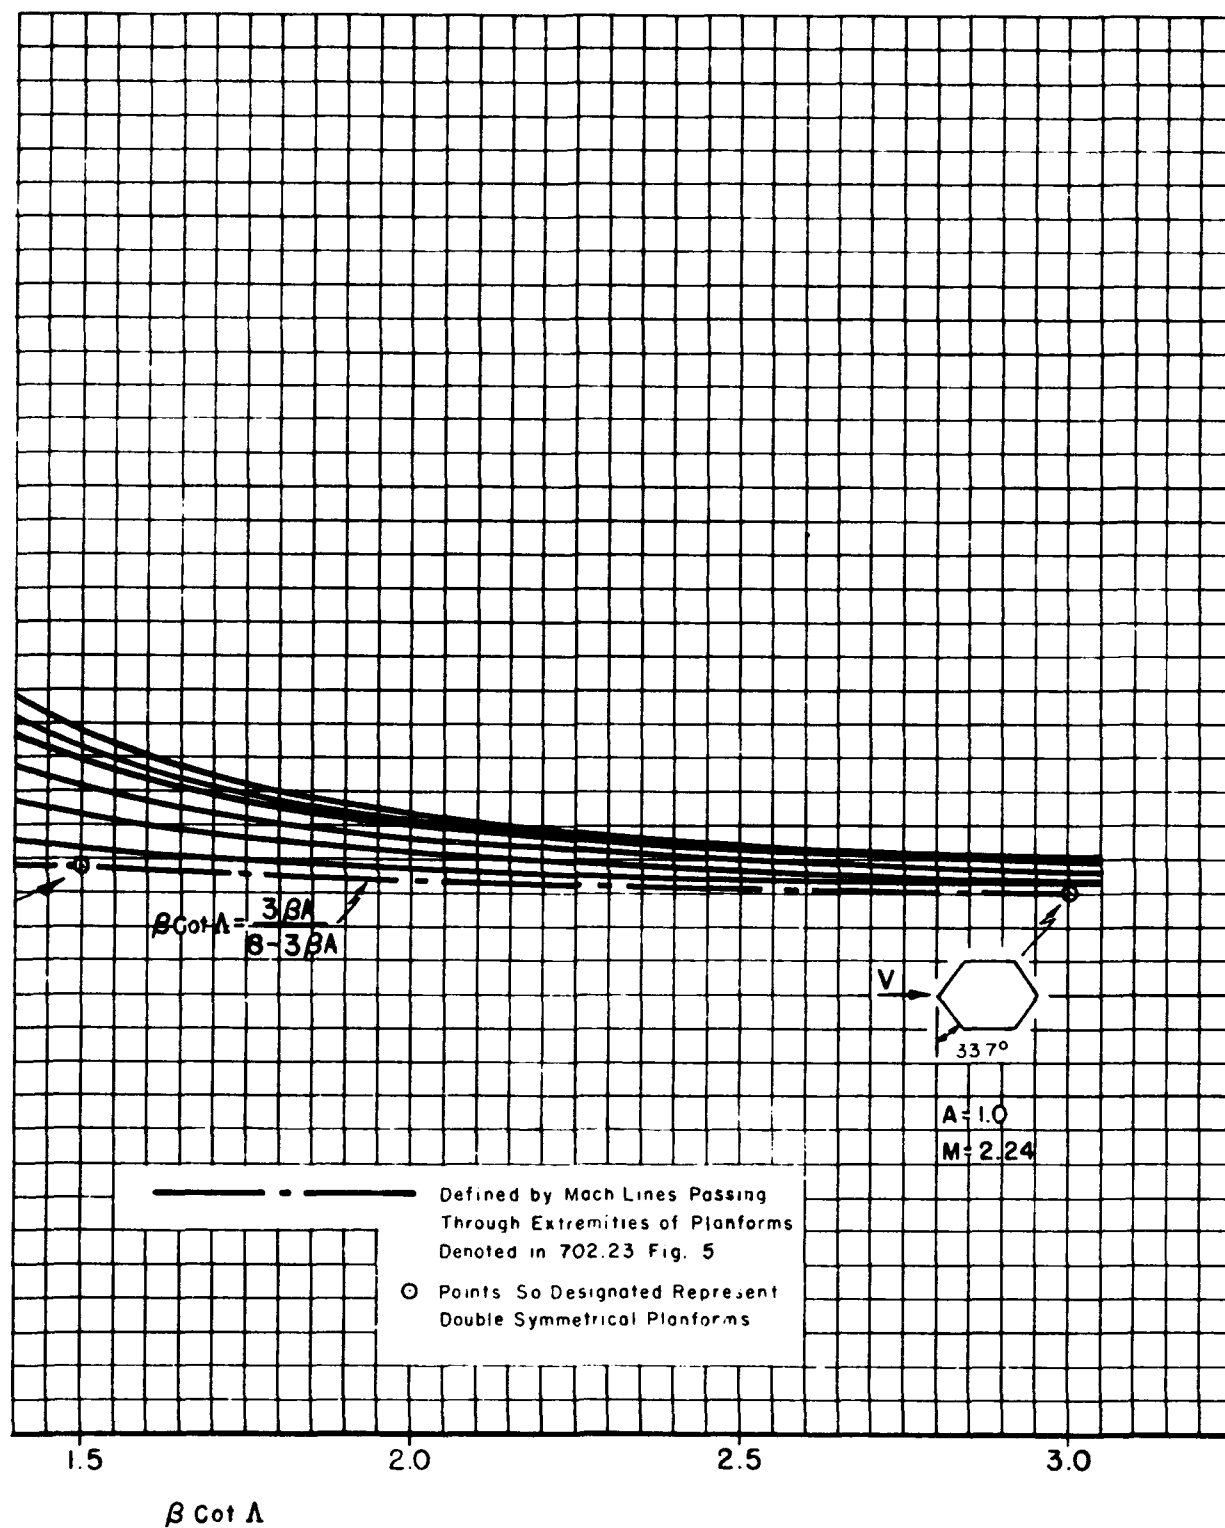 β Cot Λ = 3βA
8-3βA
V
33 7°
A=1.0
M=2.24
Defined by Mach Lines Passing
Through Extremities of Planforms
Denoted in 702.23 Fig. 5
Points So Designated Represent
Double Symmetrical Planforms
1.5 2.0 2.5 3.0
β Cot Λ